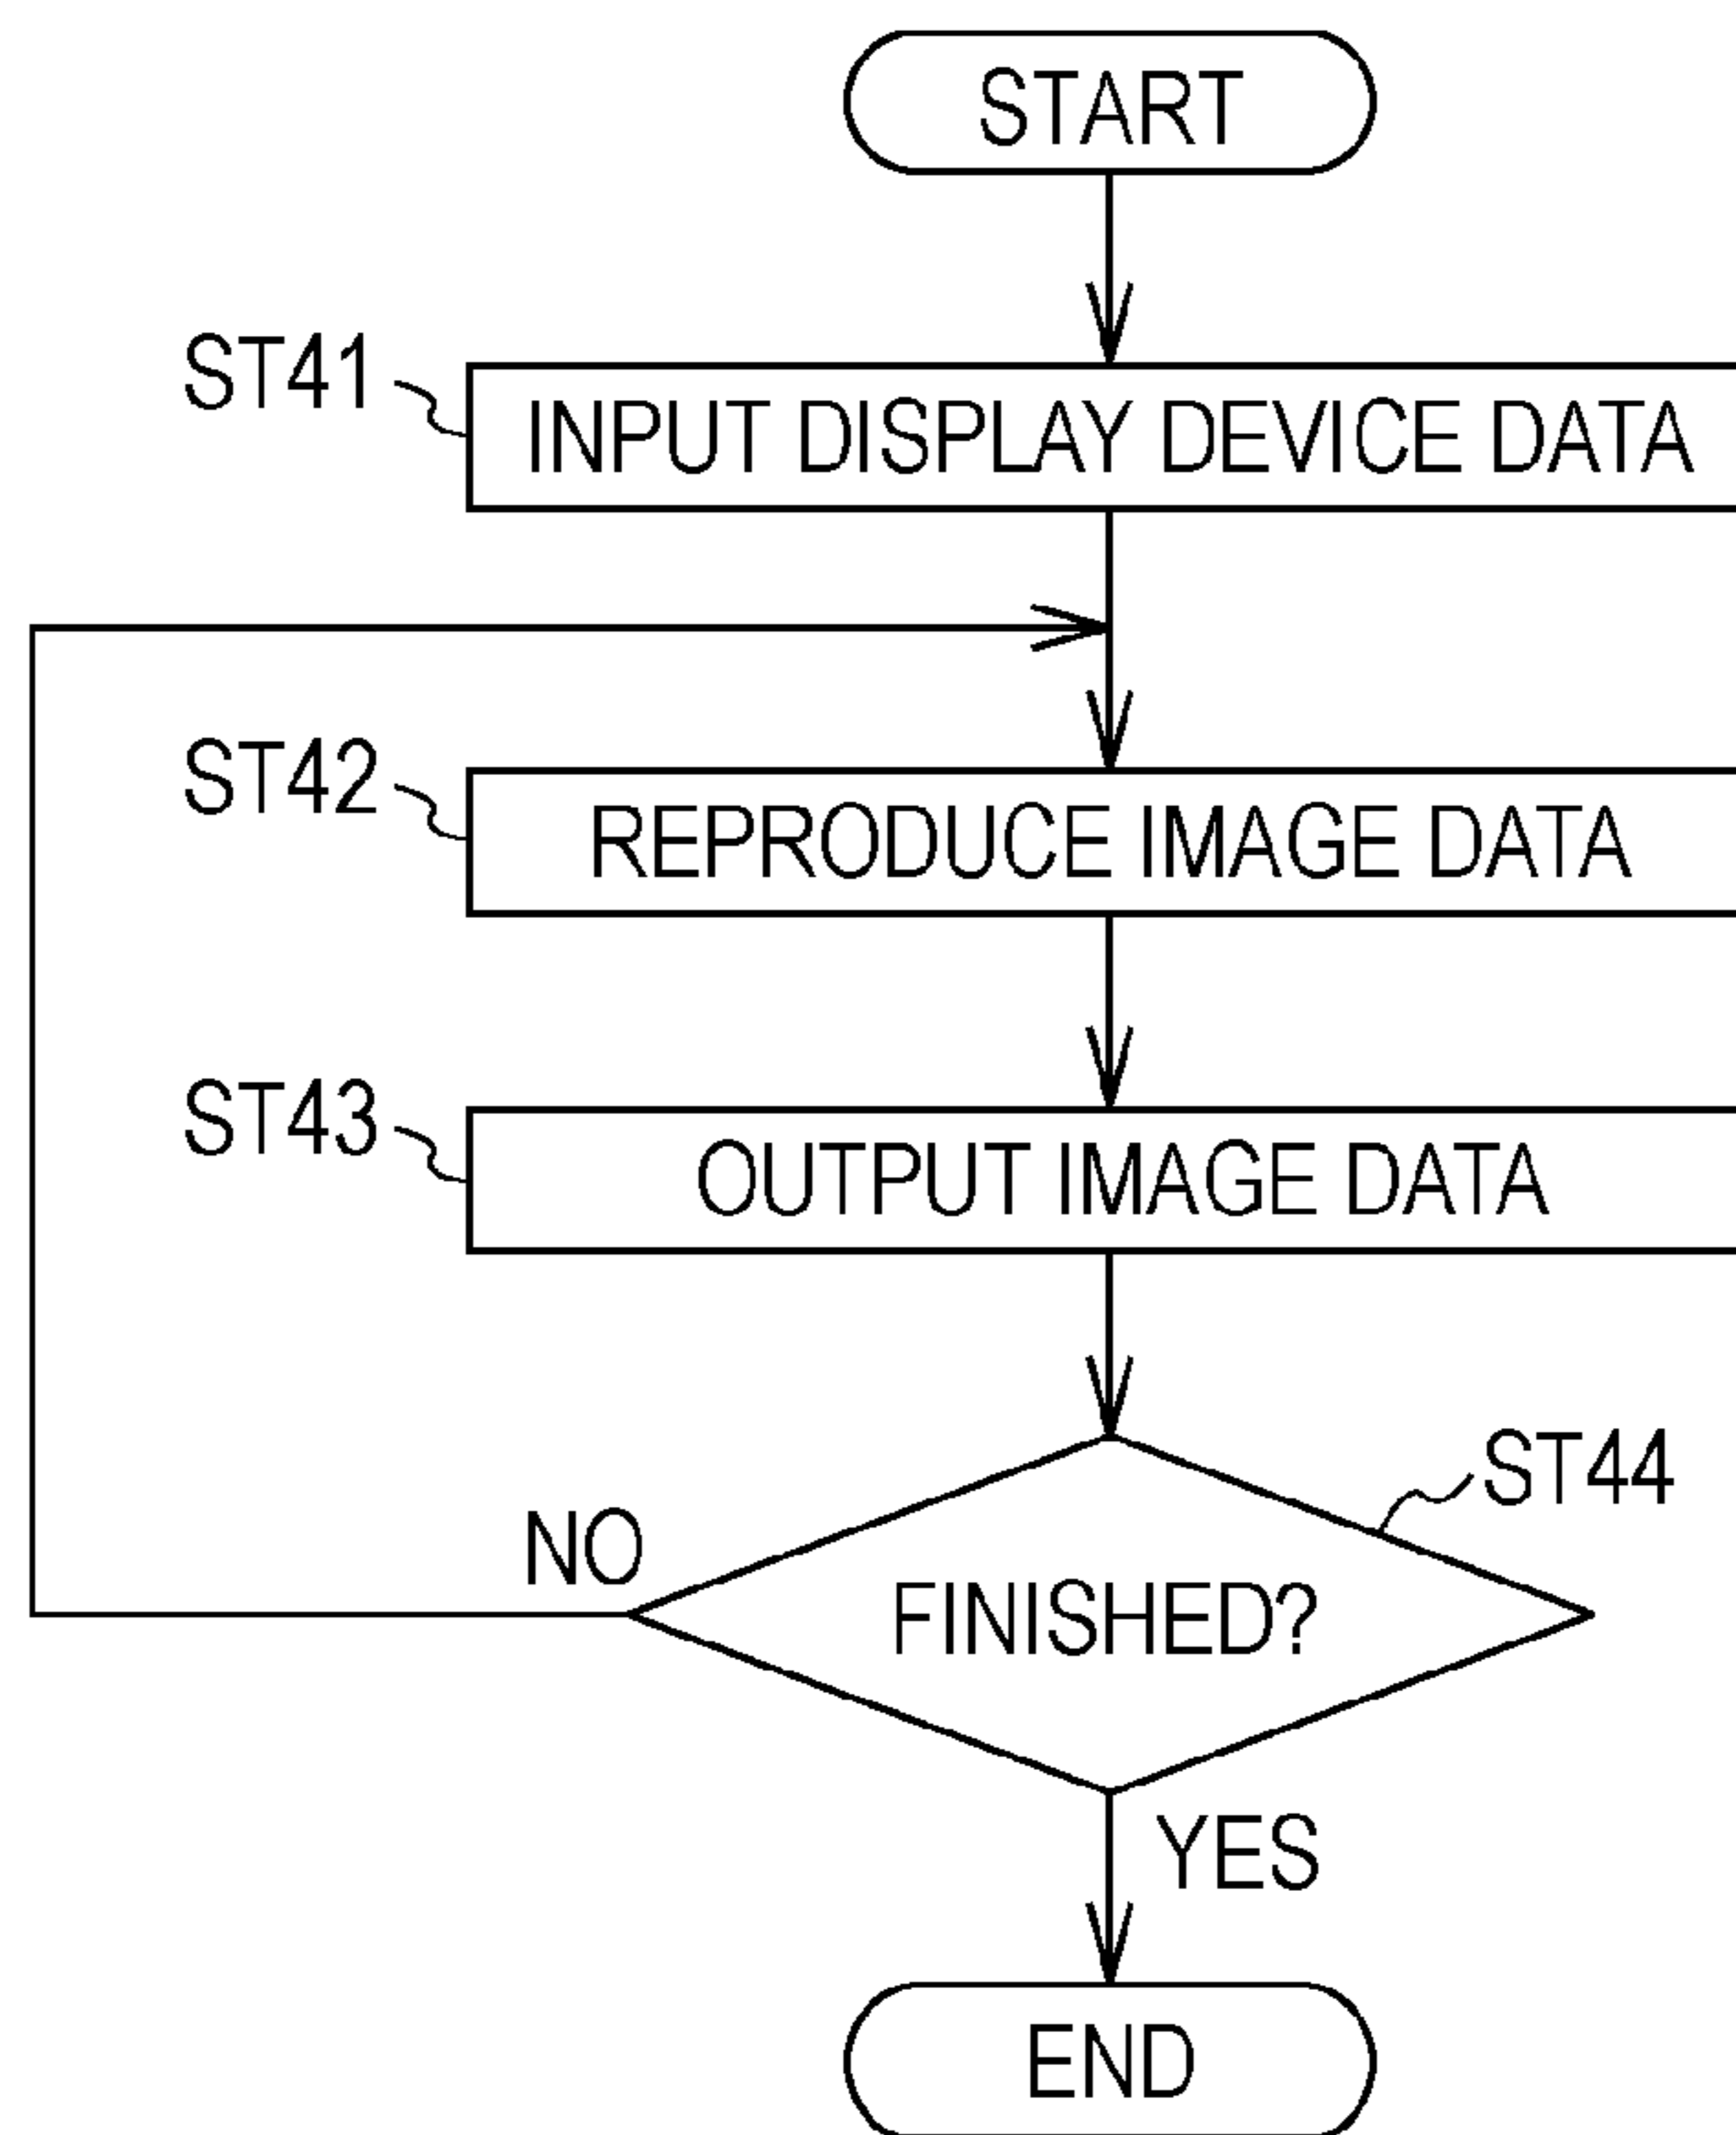 START
ST41
INPUT DISPLAY DEVICE DATA
ST42
REPRODUCE IMAGE DATA
ST43
OUTPUT IMAGE DATA
ST44
NO
FINISHED?
YES
END